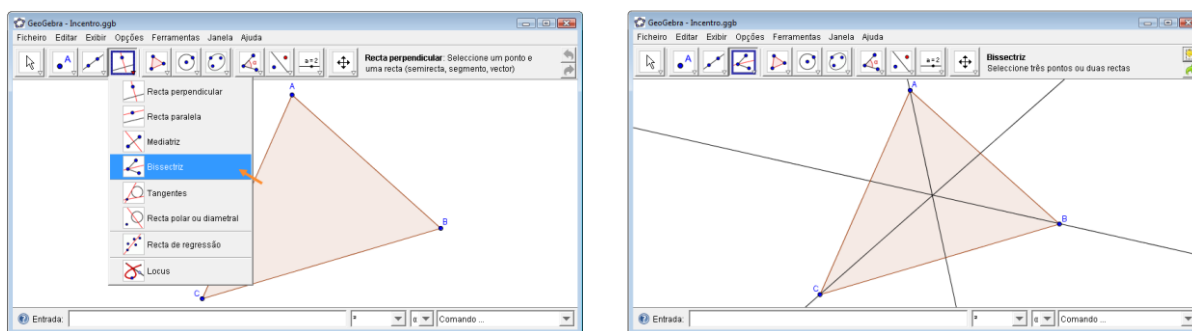 GeoGebra - Incentro.ggb
Ficheiro Editar Exibir Opções Ferramentas Janela Ajuda
A
a=2
Recta perpendicular: Seleccione um ponto e
uma recta (semirecta, segmento, vector)
Recta perpendicular
Recta paralela
Mediatriz
Bissectriz
Tangentes
Recta polar ou diametral
Recta de regressão
Locus
A
B
C
Entrada:
α
Comando ...
GeoGebra - Incentro.ggb
Ficheiro Editar Exibir Opções Ferramentas Janela Ajuda
A
a=2
Bissectriz
Seleccione três pontos ou duas rectas
A
B
C
Entrada:
α
Comando ...